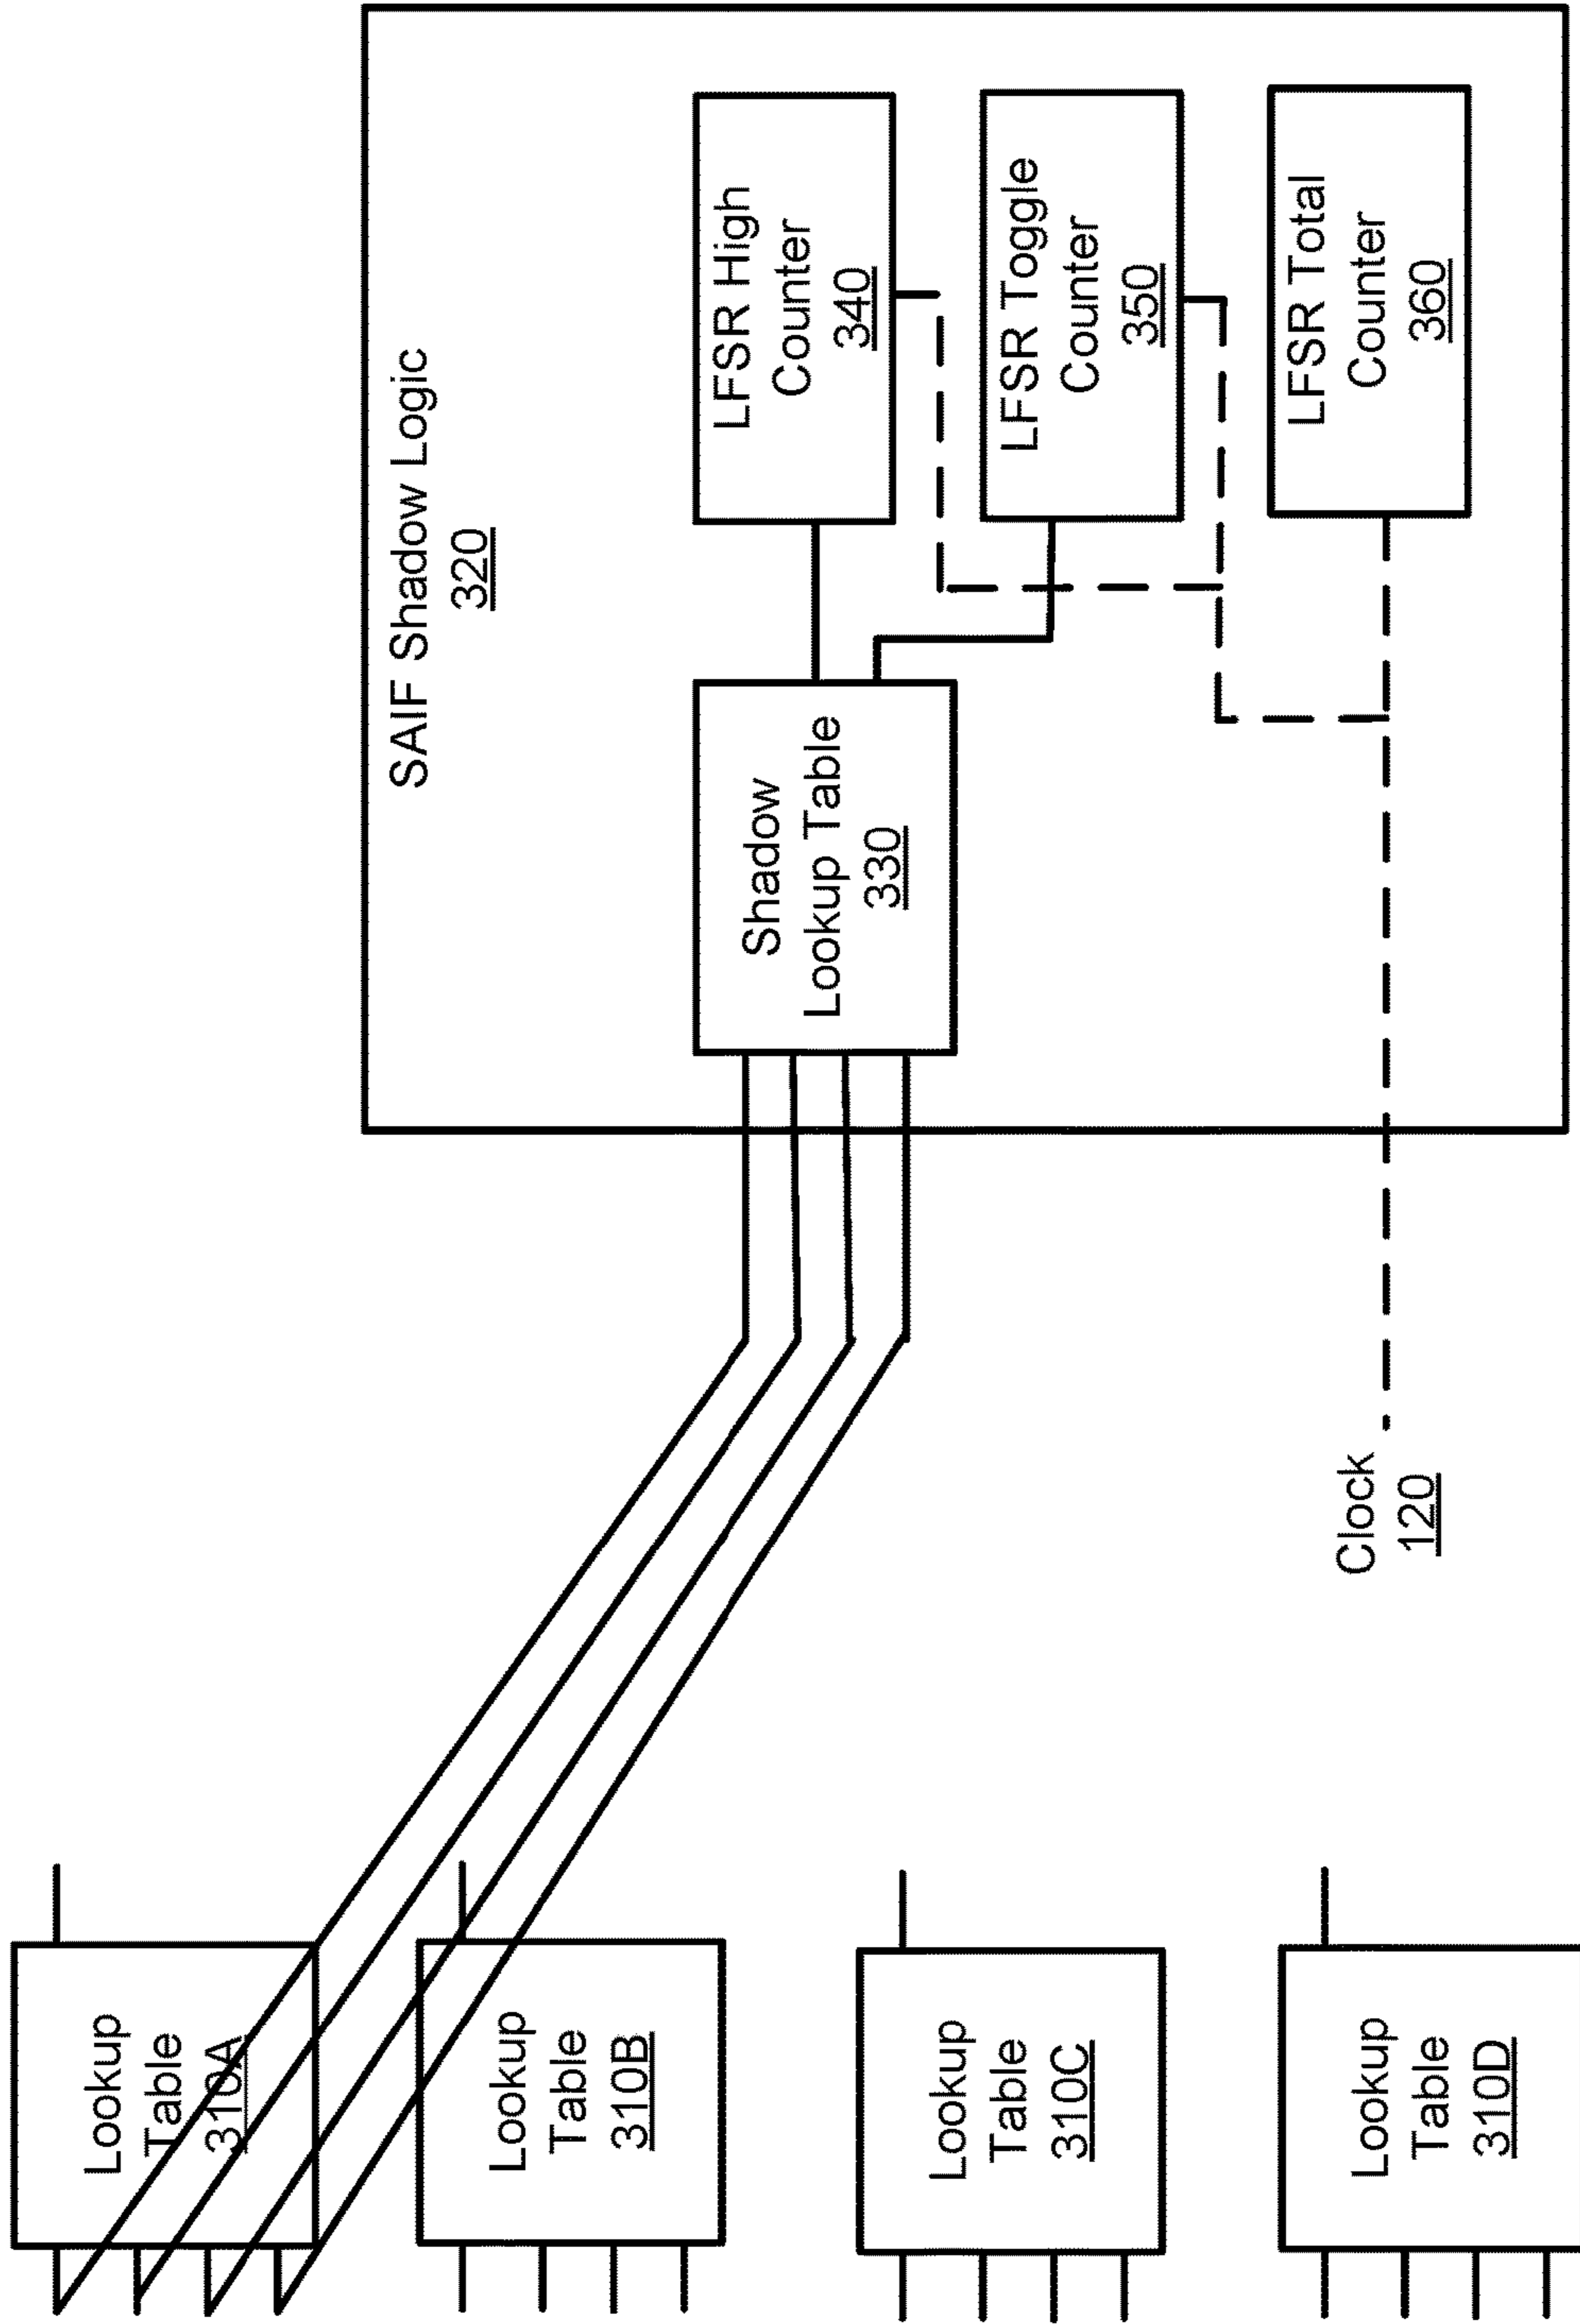 Lookup
Table
310A
Lookup
Table
310B
Lookup
Table
310C
Lookup
Table
310D
Clock
120
SAIF Shadow Logic
320
Shadow
Lookup Table
330
LFSR High
Counter
340
LFSR Toggle
Counter
350
LFSR Total
Counter
360